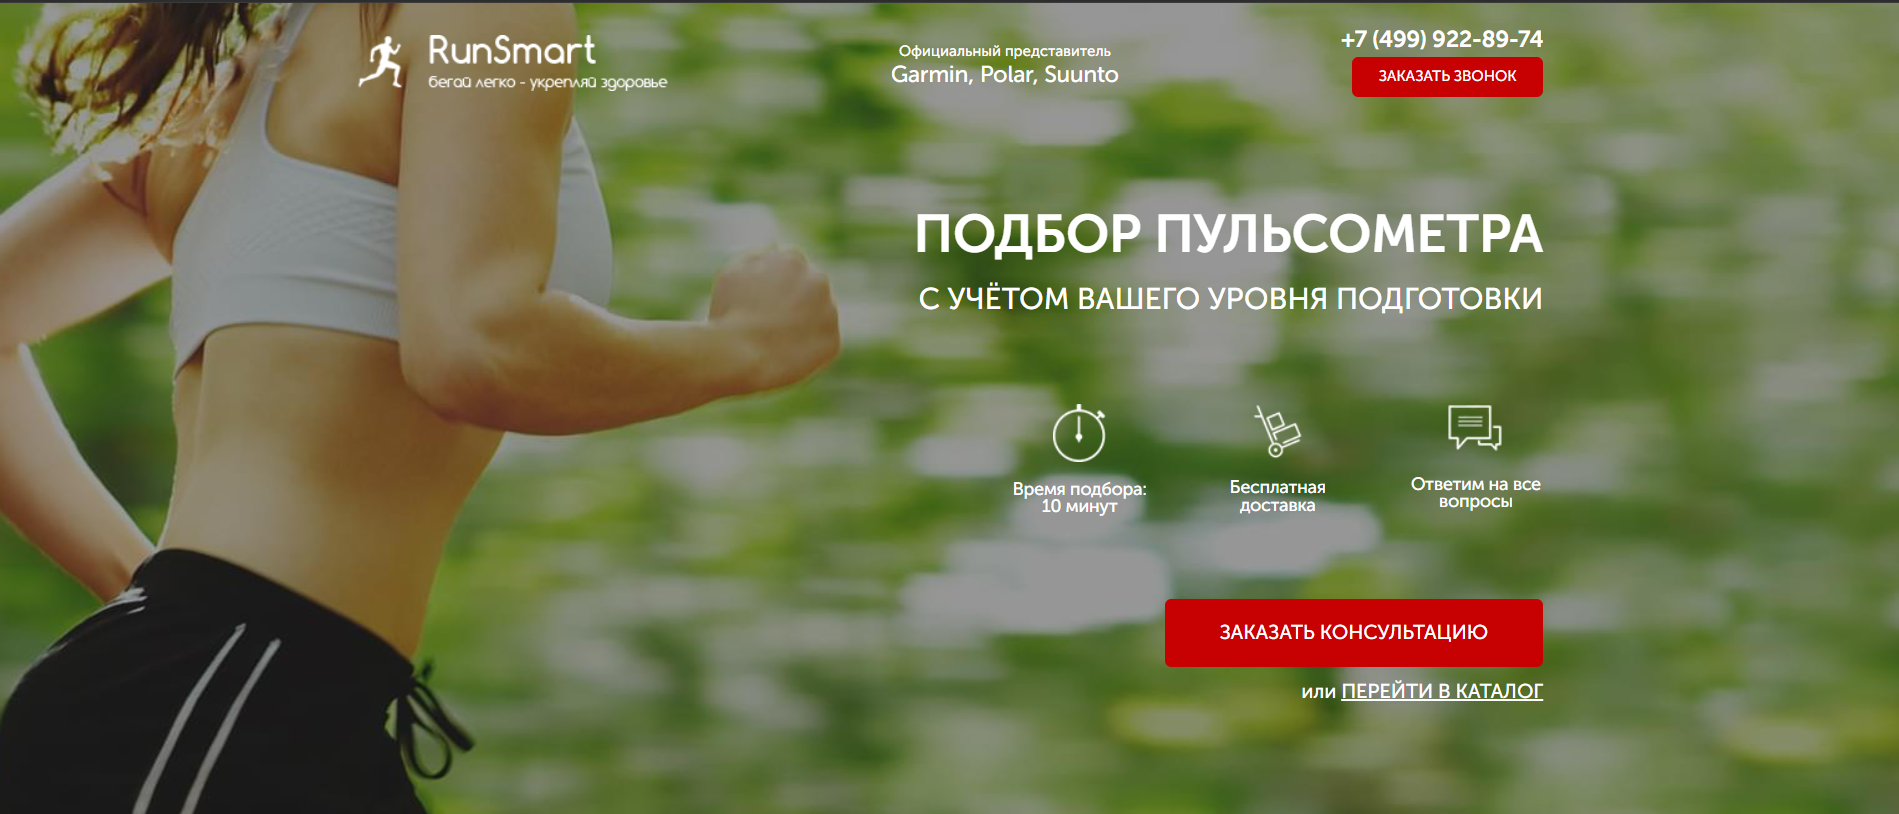 RunSmart
бегай легко - укрепляй здоровье
Официальный представитель
Garmin, Polar, Suunto
+7 (499) 922-89-74
ЗАКАЗАТЬ ЗВОНОК
ПОДБОР ПУЛЬСОМЕТРА
С УЧЁТОМ ВАШЕГО УРОВНЯ ПОДГОТОВКИ
Время подбора:
10 минут
Бесплатная
доставка
Ответим на все
вопросы
ЗАКАЗАТЬ КОНСУЛЬТАЦИЮ
или ПЕРЕЙТИ В КАТАЛОГ